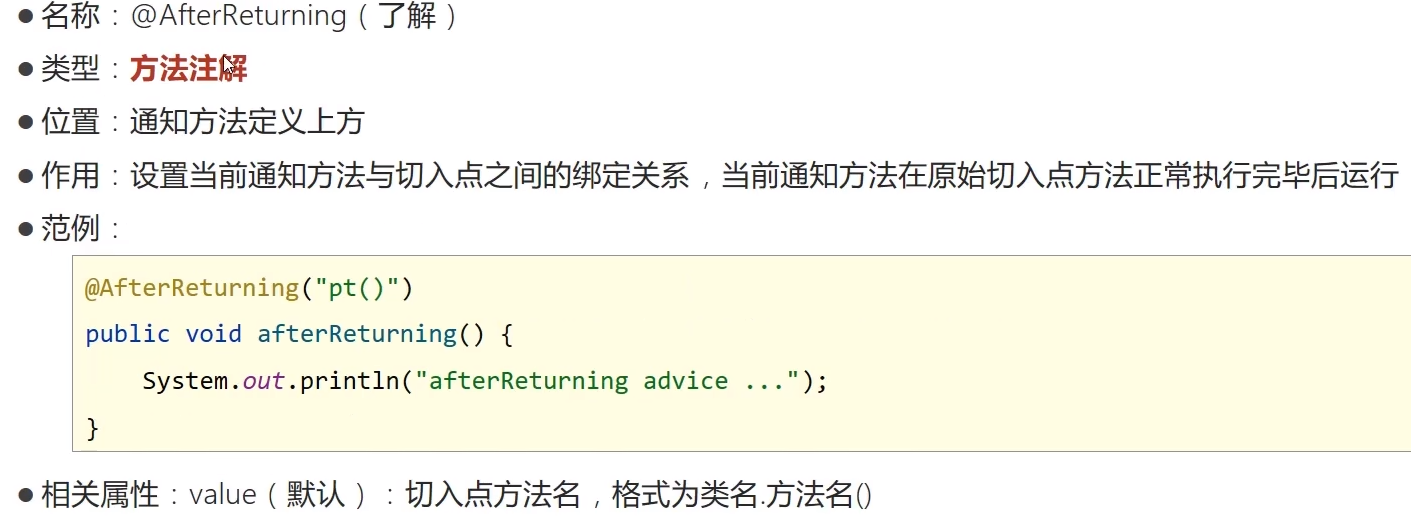 ● 名称：@AfterReturning（了解）
● 类型：方法注解
● 位置：通知方法定义上方
● 作用：设置当前通知方法与切入点之间的绑定关系，当前通知方法在原始切入点方法正常执行完毕后运行
● 范例：
@AfterReturning("pt()")
public void afterReturning() {
    System.out.println("afterReturning advice ...");
}
● 相关属性：value（默认）：切入点方法名，格式为类名.方法名()